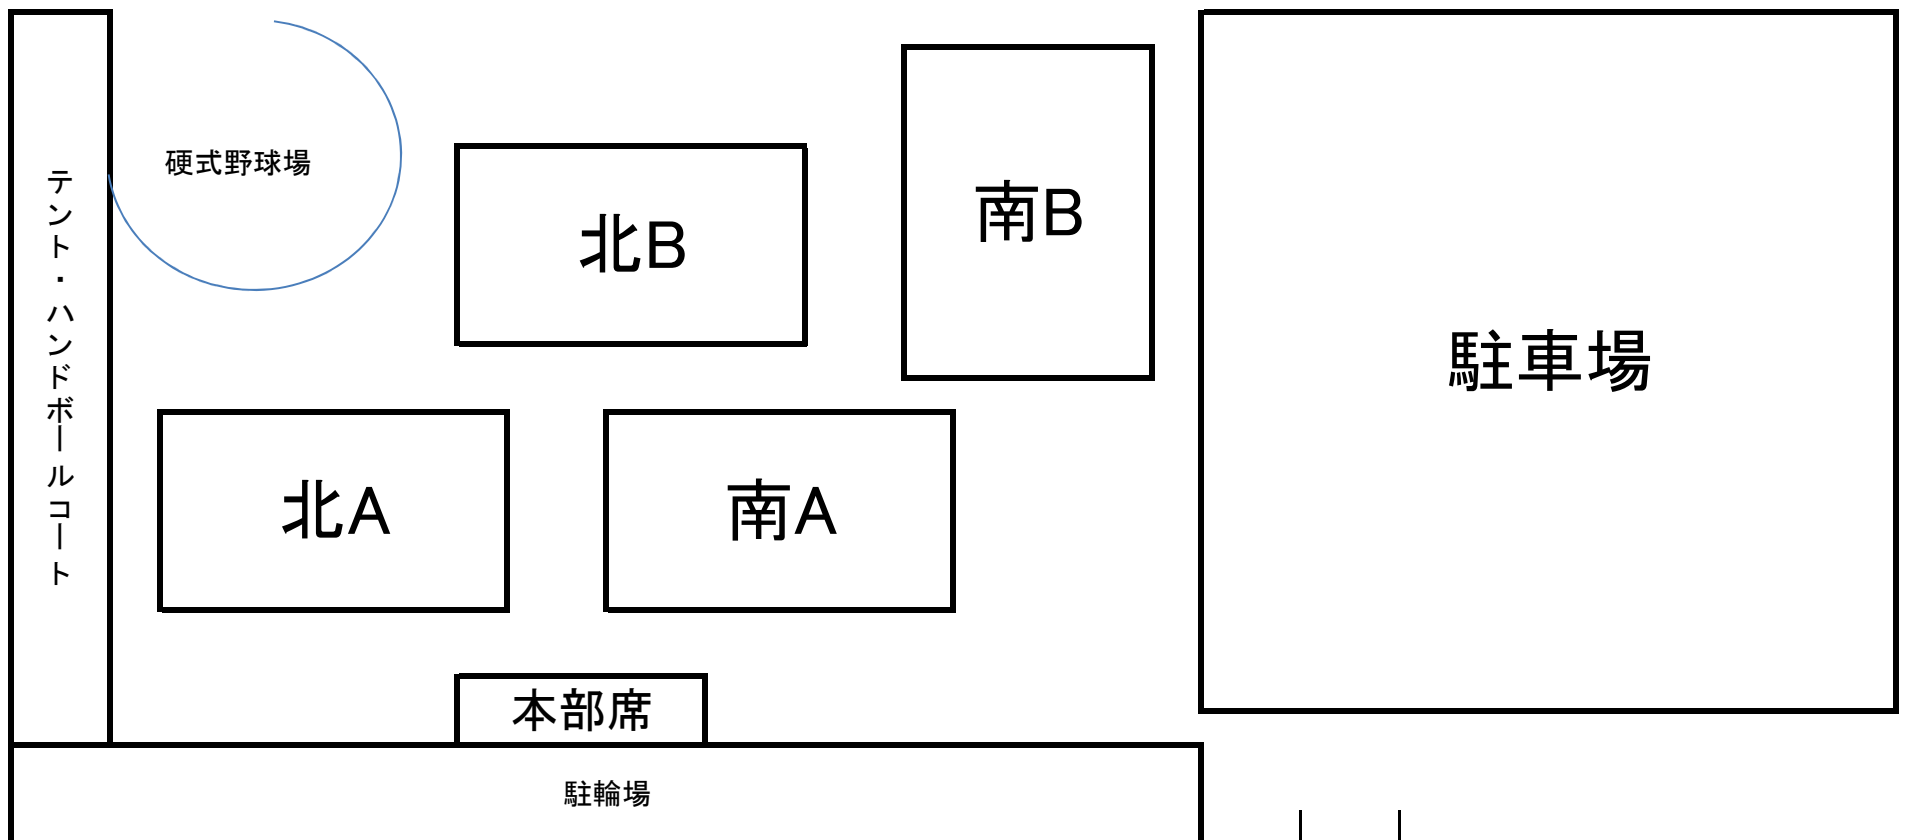 テント・ハンドボールコート
硬式野球場
北B
南B
駐車場
北A
南A
本部席
駐輪場